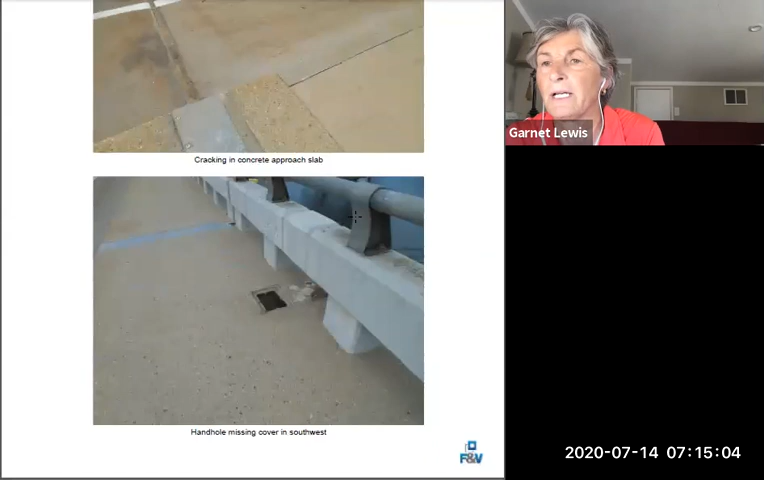 Cracking in concrete approach slab
Garnet Lewis
Handhole missing cover in southwest
F&V
2020-07-14 07:15:04